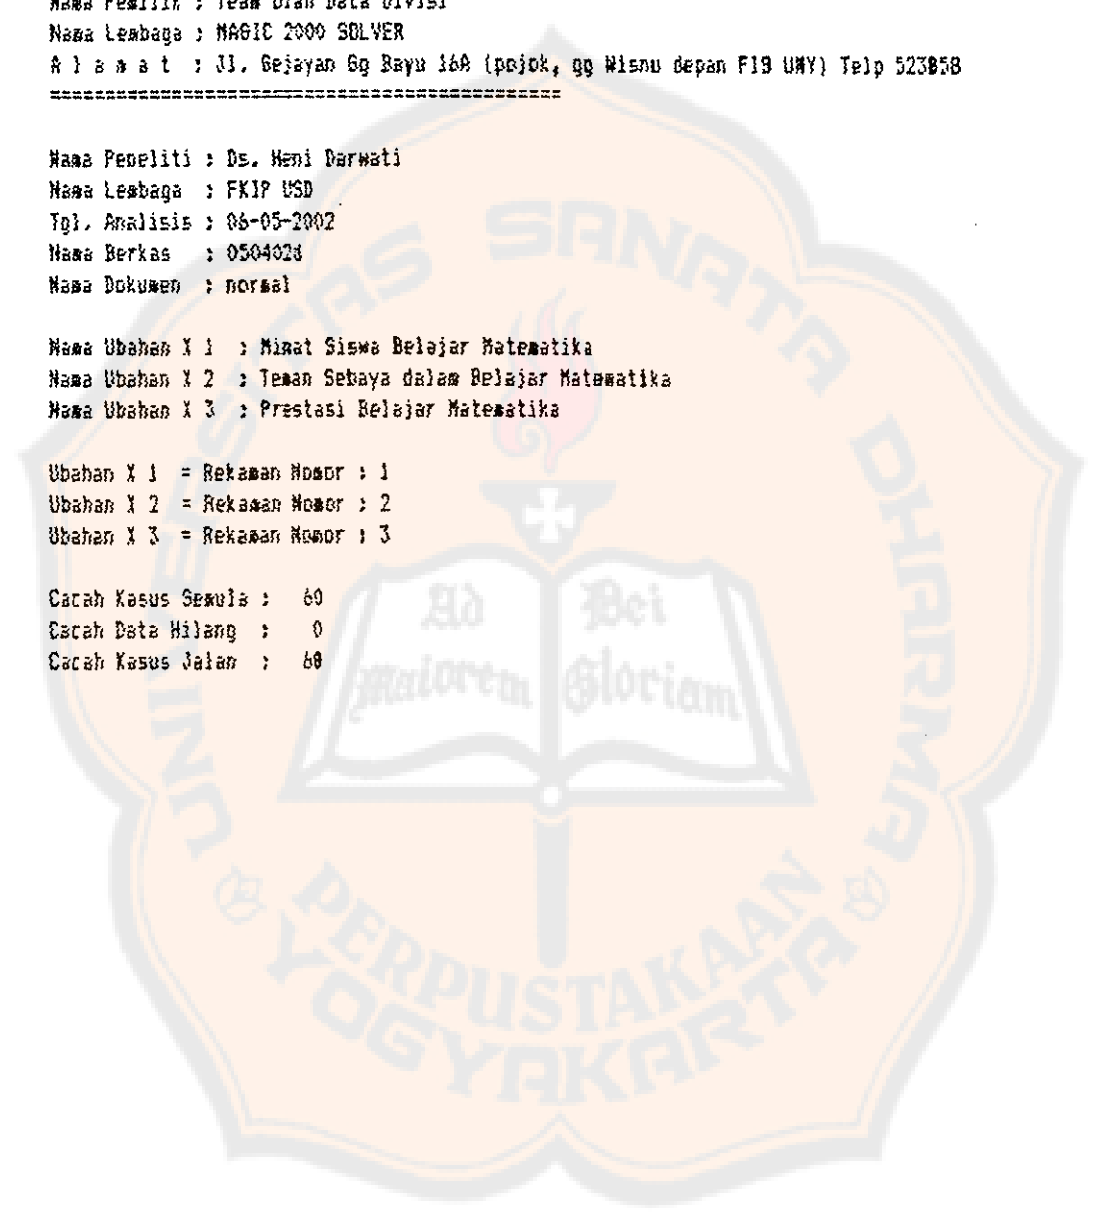 Nama Pemilik : Team Dian Data Divisi
Nama Lembaga : MAGIC 2000 SOLVER
A l a m a t : Jl. Gejayan Gg Bayu 16A (pojok, gg Wisnu depan FIS UNY) Telp 523858
==============================================
Nama Peneliti : Ds. Heni Darwati
Nama Lembaga : FKIP USD
Tgl. Analisis : 06-05-2002
Nama Berkas : 0504028
Nama Dokumen : normal
Nama Ubahan X 1 : Minat Siswa Belajar Matematika
Nama Ubahan X 2 : Teman Sebaya dalam Belajar Matematika
Nama Ubahan X 3 : Prestasi Belajar Matematika
Ubahan X 1 = Rekaman Nomor : 1
Ubahan X 2 = Rekaman Nomor : 2
Ubahan X 3 = Rekaman Nomor : 3
Cacah Kasus Semula : 60
Cacah Data Hilang : 0
Cacah Kasus Jalan : 60
UNIVERSITAS SANATA DHARMA
Ad Dei
maiorem Gloriam
PERPUSTAKAAN
YOGYAKARTA